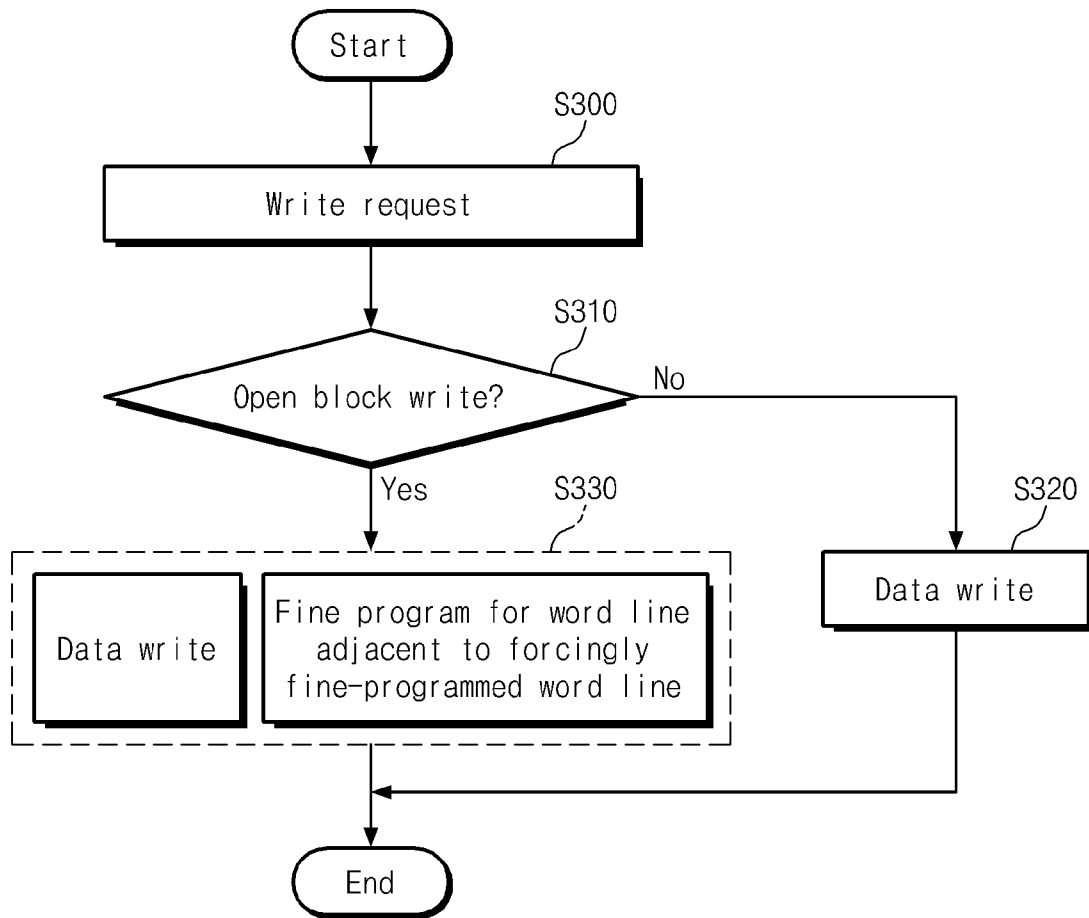 Start
S300
Write request
S310
Open block write?
No
Yes
S330
S320
Data write
Fine program for word line
adjacent to forcingly
fine-programmed word line
Data write
End